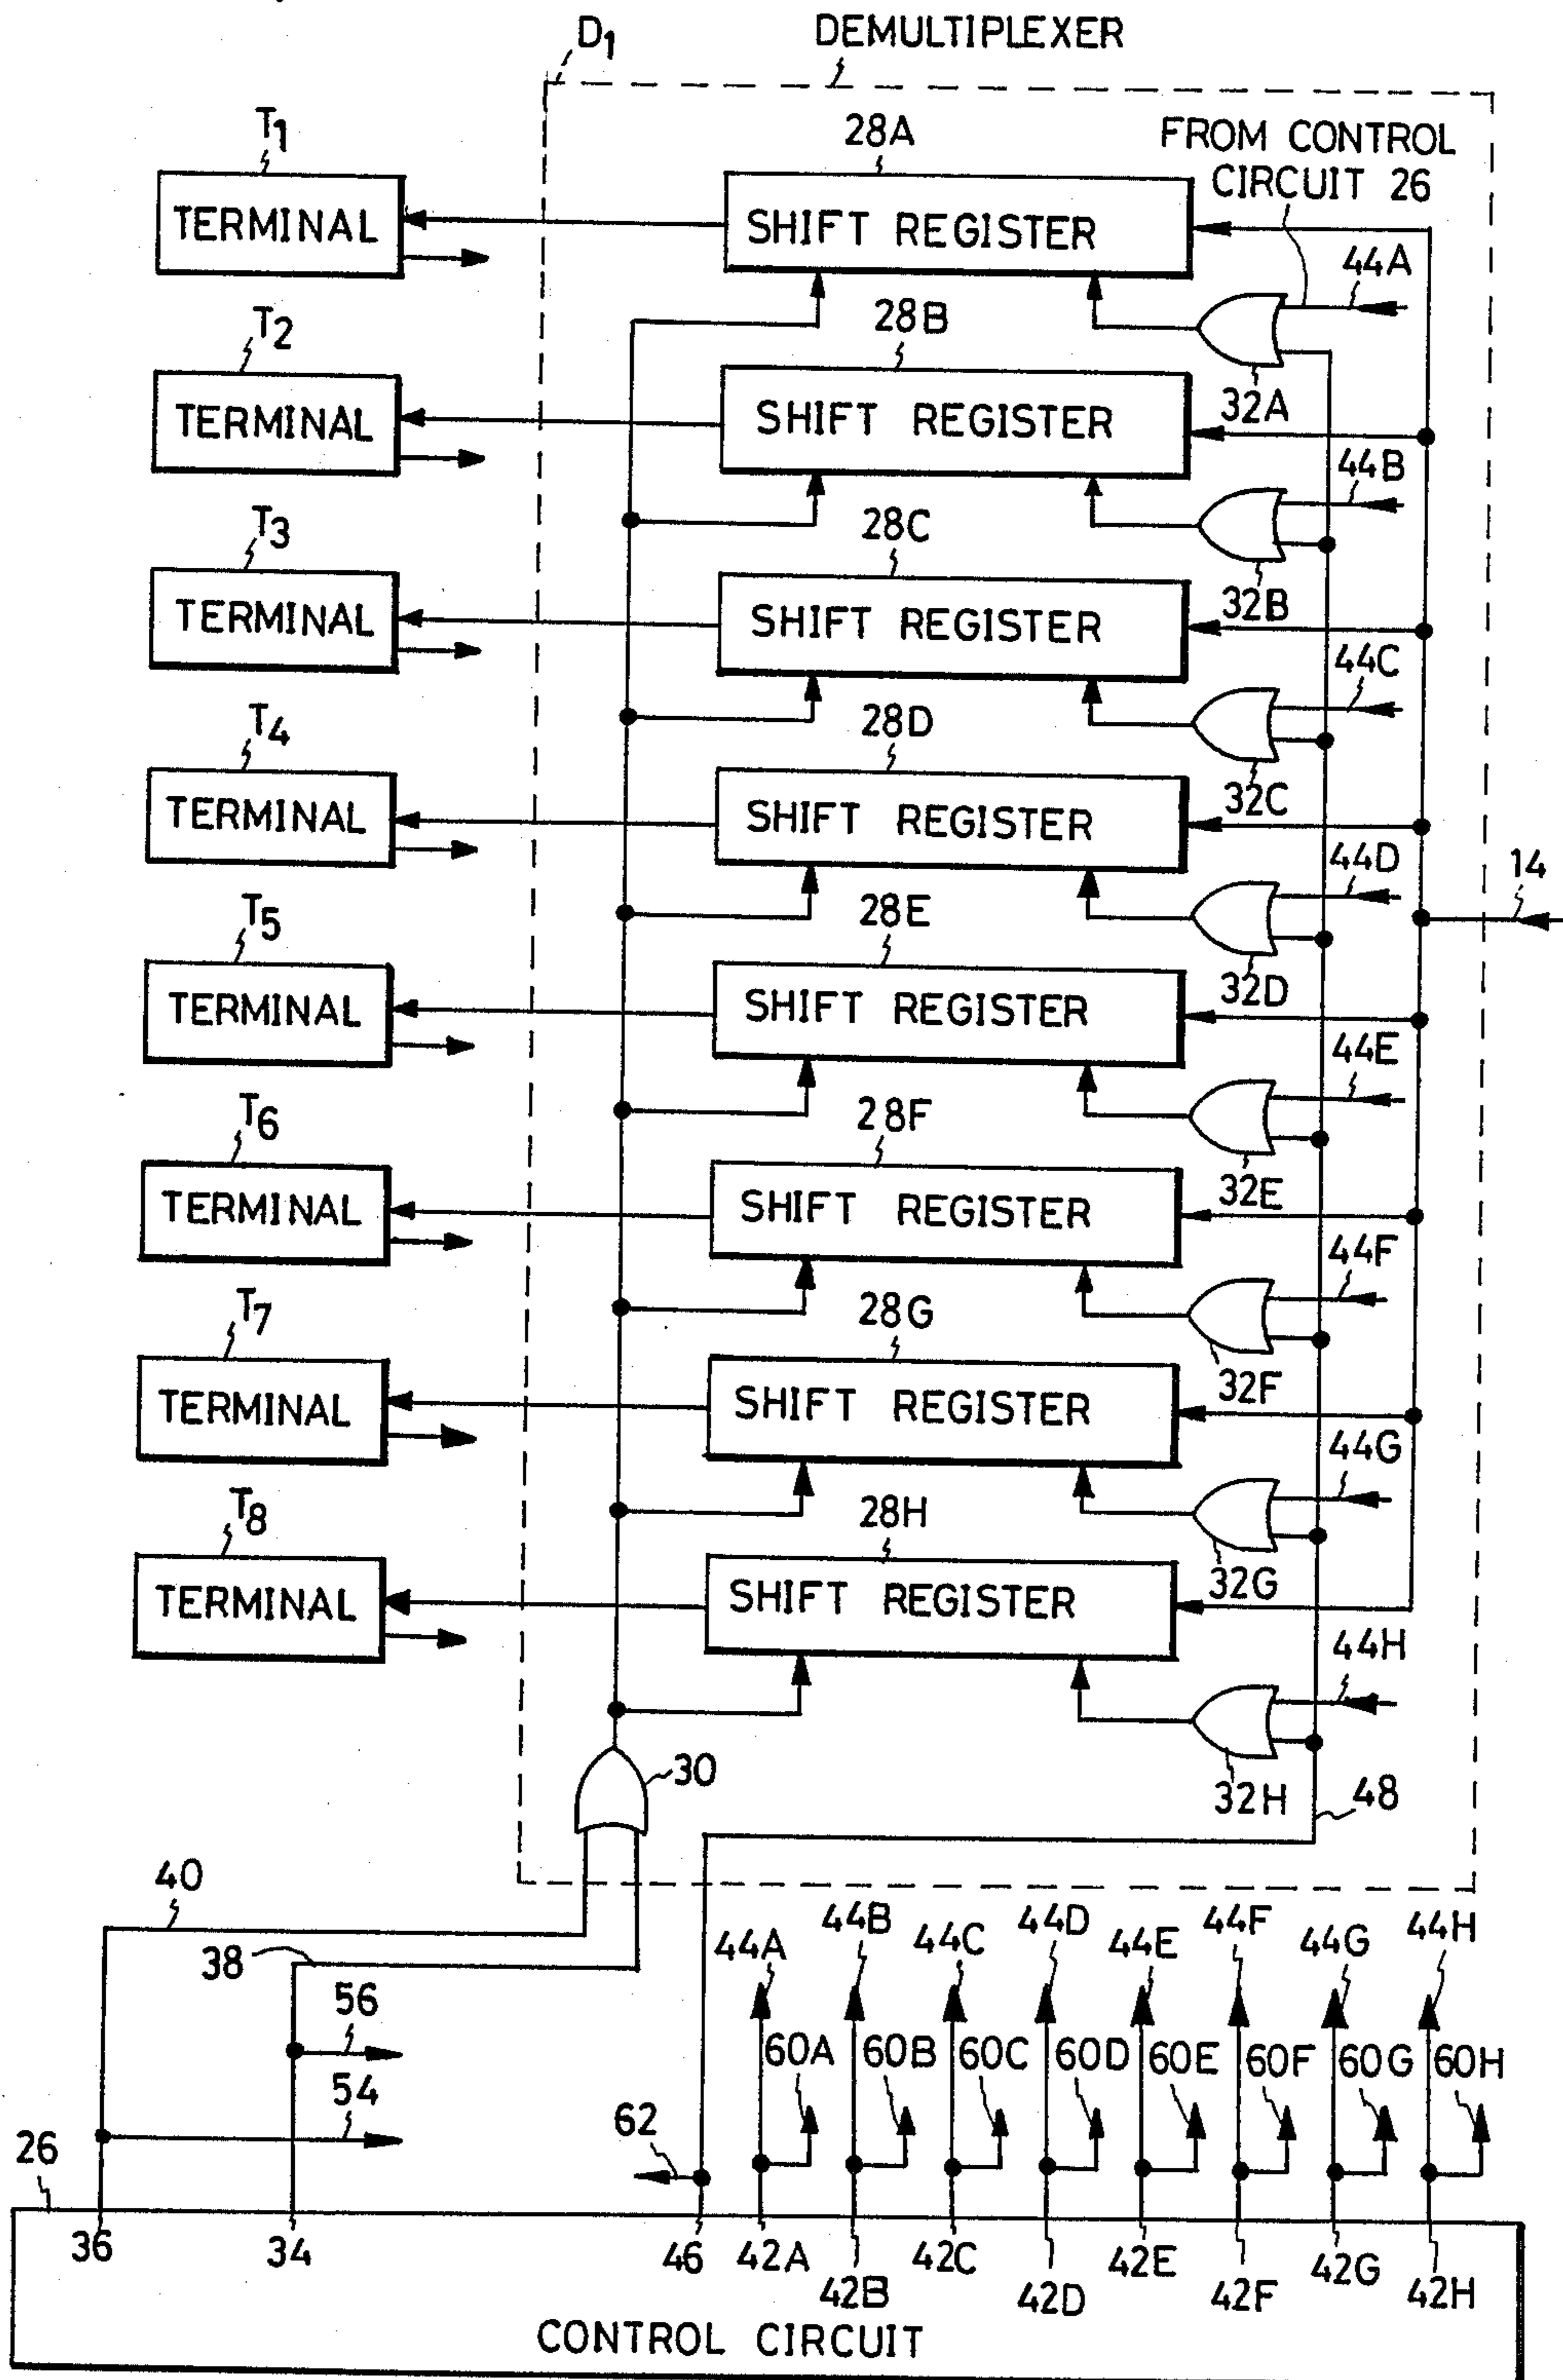 D1
DEMULTIPLEXER
T1
28A
FROM CONTROL
CIRCUIT 26
TERMINAL
SHIFT REGISTER
44A
T2
28B
32A
TERMINAL
SHIFT REGISTER
44B
T3
28C
32B
TERMINAL
SHIFT REGISTER
44C
T4
28D
32C
TERMINAL
SHIFT REGISTER
44D
14
T5
28E
32D
TERMINAL
SHIFT REGISTER
44E
T6
28F
32E
TERMINAL
SHIFT REGISTER
44F
T7
28G
32F
TERMINAL
SHIFT REGISTER
44G
T8
28H
32G
TERMINAL
SHIFT REGISTER
44H
30
32H
48
40
38
44A
44B
44C
44D
44E
44F
44G
44H
56
60A
60B
60C
60D
60E
60F
60G
60H
54
62
26
36
34
46
42A
42B
42C
42D
42E
42F
42G
42H
CONTROL CIRCUIT